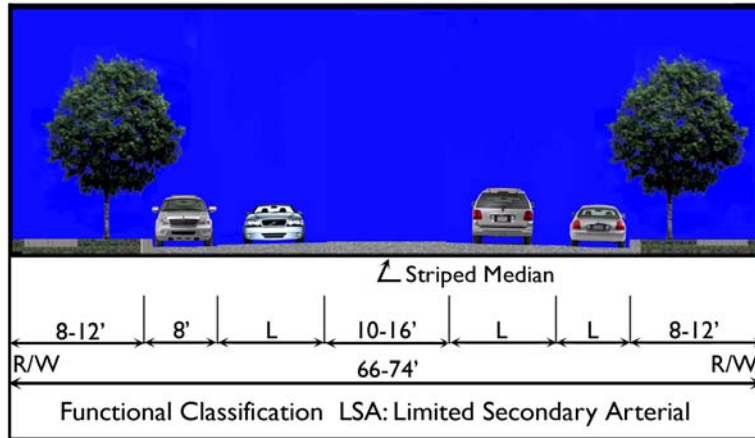 Striped Median
8-12' 8' L 10-16' L L 8-12'
R/W 66-74' R/W
Functional Classification LSA: Limited Secondary Arterial